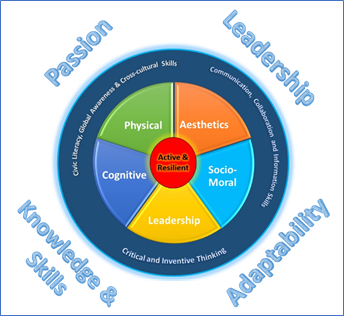 Passion
Leadership
Civic Literacy, Global Awareness & Cross-cultural Skills
Communication, Collaboration and Information Skills
Physical
Aesthetics
Active &
Resilient
Cognitive
Socio-
Moral
Leadership
Critical and Inventive Thinking
Knowledge &
Skills
Adaptability